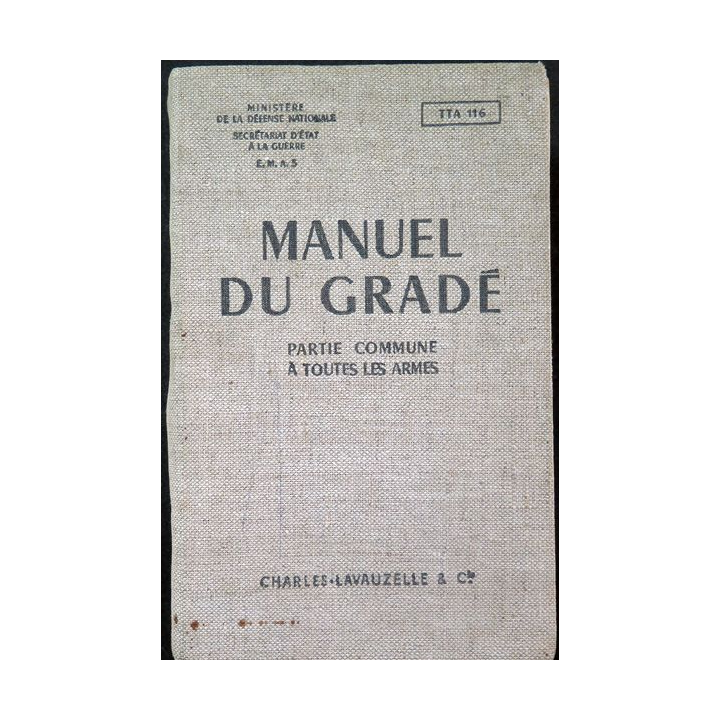 MINISTÈRE
DE LA DÉFENSE NATIONALE
SECRÉTARIAT D'ÉTAT
À LA GUERRE
E. M. A. 3
TTA 116
MANUEL
DU GRADÉ
PARTIE COMMUNE
À TOUTES LES ARMES
CHARLES-LAVAUZELLE & Cie